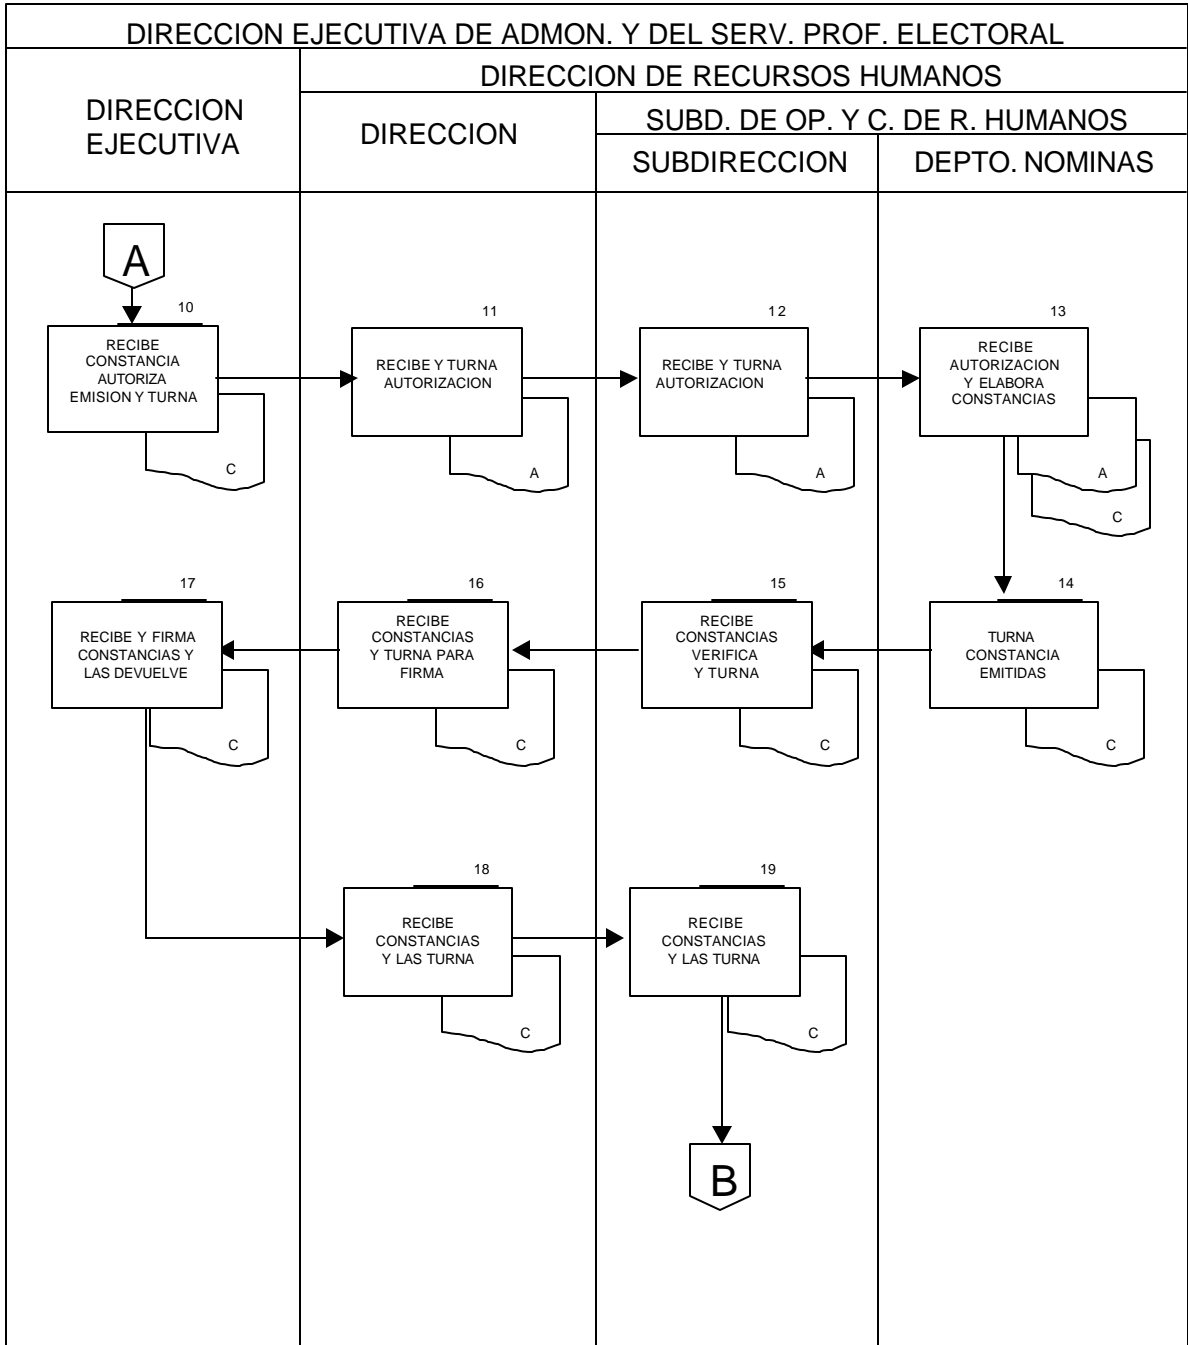 DIRECCION EJECUTIVA DE ADMON. Y DEL SERV. PROF. ELECTORAL
DIRECCION
EJECUTIVA
DIRECCION DE RECURSOS HUMANOS
DIRECCION
SUBD. DE OP. Y C. DE R. HUMANOS
SUBDIRECCION
DEPTO. NOMINAS
A
10
RECIBE
CONSTANCIA
AUTORIZA
EMISION Y TURNA
C
11
RECIBE Y TURNA
AUTORIZACION
A
12
RECIBE Y TURNA
AUTORIZACION
A
13
RECIBE
AUTORIZACION
Y ELABORA
CONSTANCIAS
A
C
17
RECIBE Y FIRMA
CONSTANCIAS Y
LAS DEVUELVE
C
16
RECIBE
CONSTANCIAS
Y TURNA PARA
FIRMA
C
15
RECIBE
CONSTANCIAS
VERIFICA
Y TURNA
C
14
TURNA
CONSTANCIA
EMITIDAS
C
18
RECIBE
CONSTANCIAS
Y LAS TURNA
C
19
RECIBE
CONSTANCIAS
Y LAS TURNA
C
B